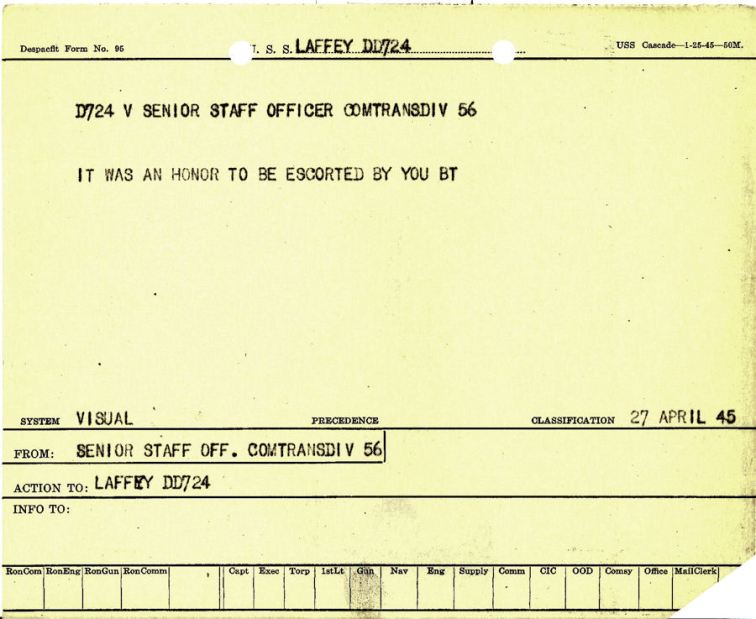 Despacflt Form No. 95 U. S. S. LAFFEY DD724 USS Cascade—1-25-45—50M.
D724 V SENIOR STAFF OFFICER COMTRANSDIV 56
IT WAS AN HONOR TO BE ESCORTED BY YOU BT
SYSTEM VISUAL PRECEDENCE CLASSIFICATION 27 APRIL 45
FROM: SENIOR STAFF OFF. COMTRANSDIV 56
ACTION TO: LAFFEY DD724
INFO TO:
RonCom RonEng RonGun RonComm Capt Exec Torp 1stLt Gun Nav Eng Supply Comm CIC OOD Comsy Office MailClerk